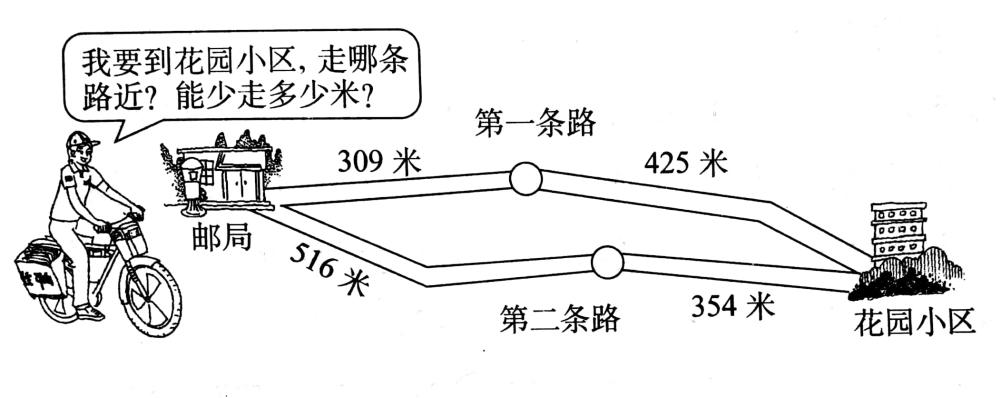 我要到花园小区，走哪条
路近？能少走多少米？
第一条路
309 米
425 米
邮局
516 米
第二条路
354 米
花园小区